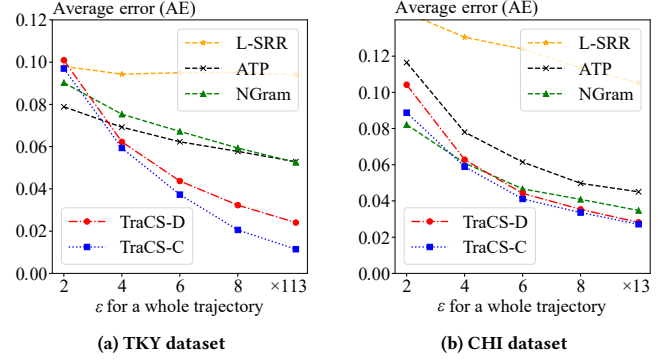 Average error (AE)
0.12
0.10
0.08
0.06
0.04
0.02
0.00
L-SRR
ATP
NGram
TraCS-D
TraCS-C
2 4 6 8 ×113
ε for a whole trajectory
(a) TKY dataset
Average error (AE)
0.12
0.10
0.08
0.06
0.04
0.02
0.00
L-SRR
ATP
NGram
TraCS-D
TraCS-C
2 4 6 8 ×13
ε for a whole trajectory
(b) CHI dataset